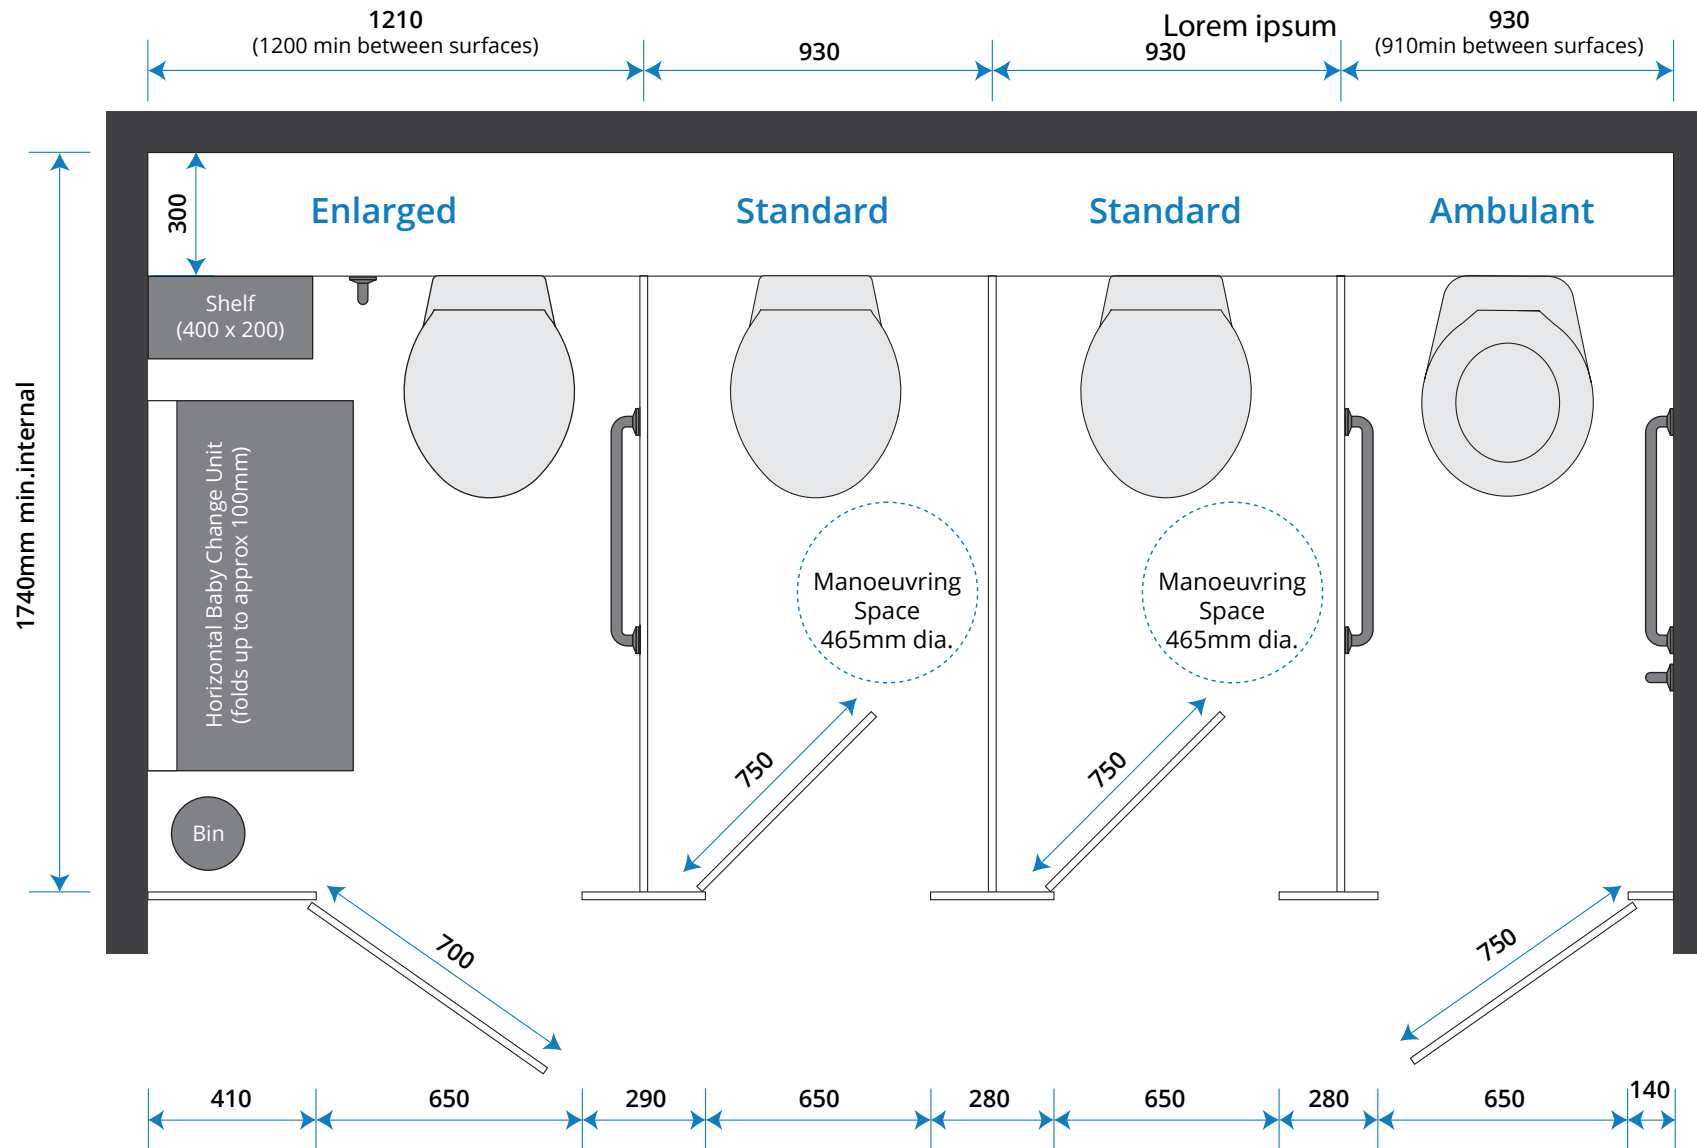 1210
(1200 min between surfaces)
930
Lorem ipsum
930
930
(910min between surfaces)
300
Enlarged
Standard
Standard
Ambulant
Shelf
(400 x 200)
1740mm min.internal
Horizontal Baby Change Unit
(folds up to approx 100mm)
Manoeuvring
Space
465mm dia.
Manoeuvring
Space
465mm dia.
750
750
Bin
700
750
410
650
290
650
280
650
280
650
140